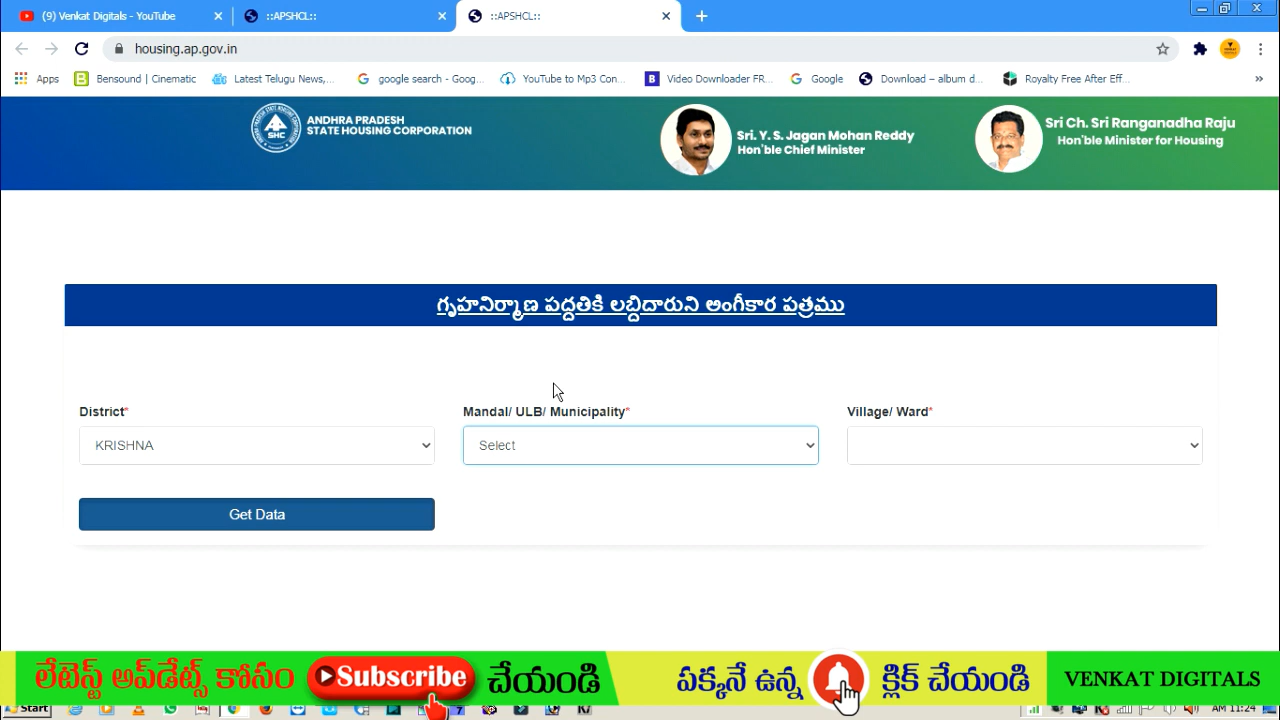 (9) Venkat Digitals - YouTube
::APSHCL::
::APSHCL::
housing.ap.gov.in
Apps
Bensound | Cinematic
Latest Telugu News,...
google search - Goog...
YouTube to Mp3 Con...
Video Downloader FR...
Google
Download – album d...
Royalty Free After Eff...
ANDHRA PRADESH
STATE HOUSING CORPORATION
Sri. Y. S. Jagan Mohan Reddy
Hon'ble Chief Minister
Sri Ch. Sri Ranganadha Raju
Hon'ble Minister for Housing
గృహనిర్మాణ పద్దతికి లబ్దిదారుని అంగీకార పత్రము
District*
Mandal/ ULB/ Municipality*
Village/ Ward*
KRISHNA
Select
Get Data
లేటెస్ట్ అప్‌డేట్స్ కోసం Subscribe చేయండి
పక్కనే ఉన్న క్లిక్ చేయండి
VENKAT DIGITALS
Start
AM 11:24